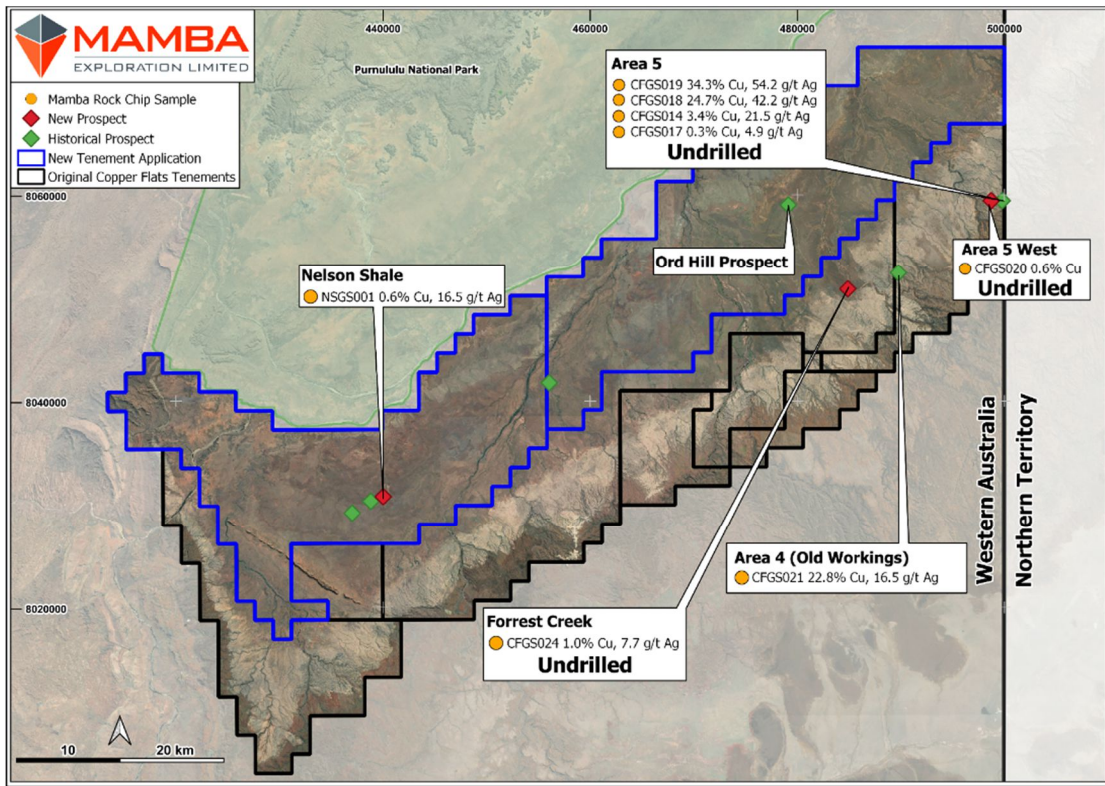 MAMBA
EXPLORATION LIMITED
Mamba Rock Chip Sample
New Prospect
Historical Prospect
New Tenement Application
Original Copper Flats Tenements
440000
460000
480000
500000
Purnululu National Park
Area 5
CFGS019 34.3% Cu, 54.2 g/t Ag
CFGS018 24.7% Cu, 42.2 g/t Ag
CFGS014 3.4% Cu, 21.5 g/t Ag
CFGS017 0.3% Cu, 4.9 g/t Ag
Undrilled
8060000
Ord Hill Prospect
Area 5 West
CFGS020 0.6% Cu
Undrilled
Nelson Shale
NSGS001 0.6% Cu, 16.5 g/t Ag
8040000
Western Australia
Northern Territory
Area 4 (Old Workings)
CFGS021 22.8% Cu, 16.5 g/t Ag
8020000
Forrest Creek
CFGS024 1.0% Cu, 7.7 g/t Ag
Undrilled
10
20 km